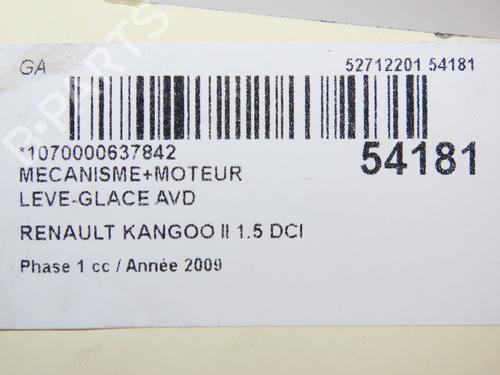 GA
52712201 54181
*1070000637842
54181
MECANISME+MOTEUR
LEVE-GLACE AVD
RENAULT KANGOO II 1.5 DCI
Phase 1 cc / Année 2009
B-PARTS